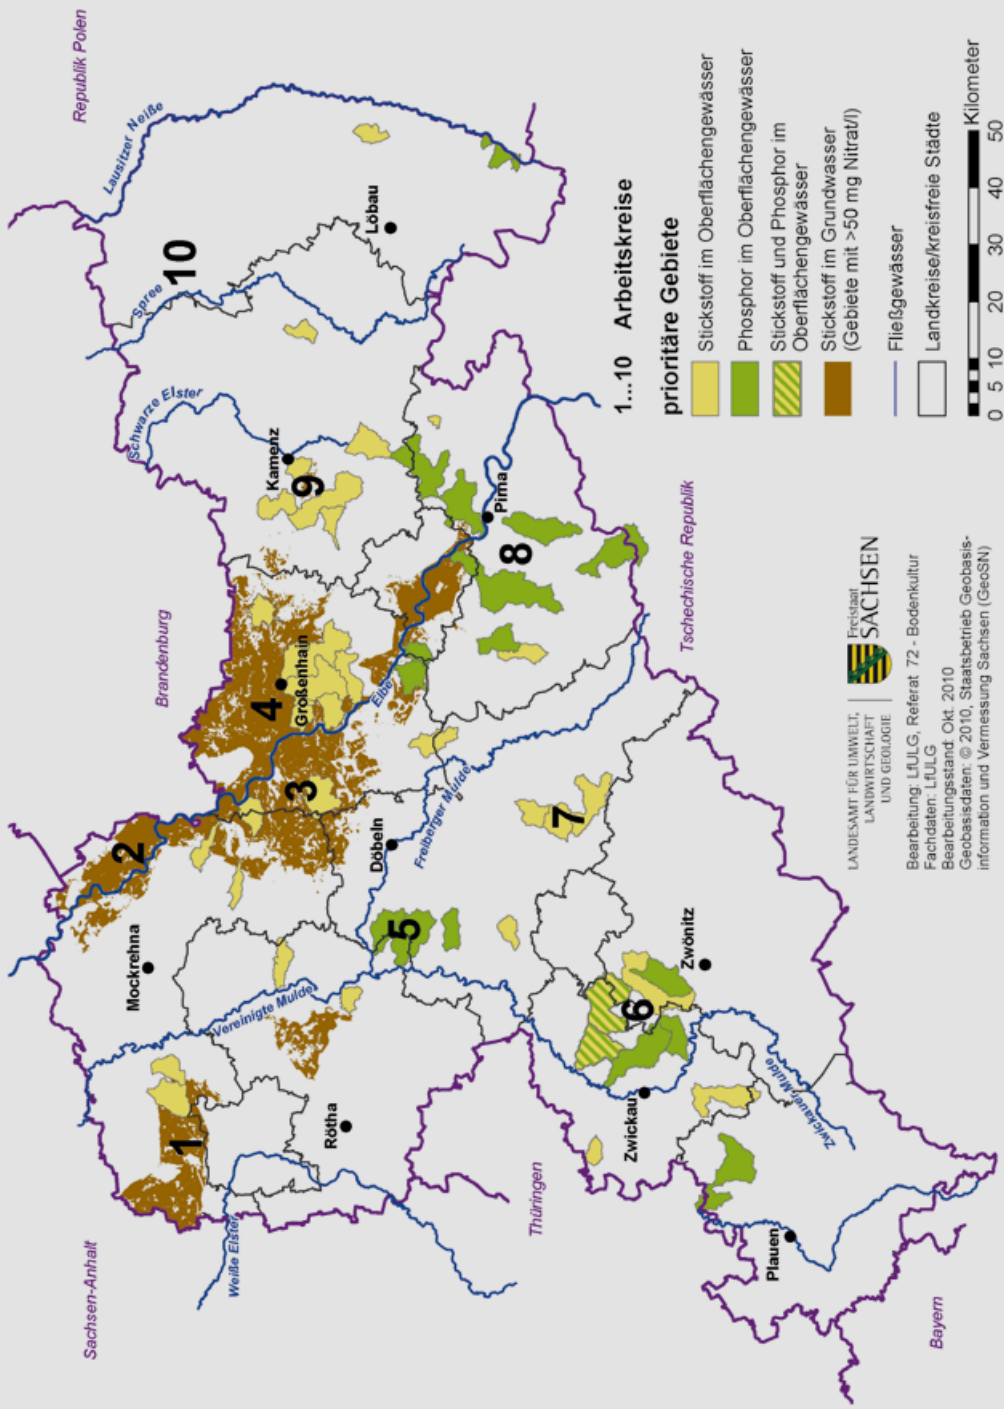 Republik Polen
Lausitzer Neiße
10
Spree
Löbau
Schwarze Elster
Kamenz
9
Brandenburg
4
Großenhain
3
Elbe
Pirna
8
2
Mockrehna
Döbeln
Freiberger Mulde
5
7
Tschechische Republik
Vereinigte Mulde
Sachsen-Anhalt
1
Rötha
Weiße Elster
Thüringen
6
Zwönitz
Zwickau
Zwickauer Mulde
Plauen
Bayern
1...10 Arbeitskreise
prioritäre Gebiete
Stickstoff im Oberflächengewässer
Phosphor im Oberflächengewässer
Stickstoff und Phosphor im
Oberflächengewässer
Stickstoff im Grundwasser
(Gebiete mit >50 mg Nitrat/l)
Fließgewässer
Landkreise/kreisfreie Städte
Kilometer
0 5 10 20 30 40 50
LANDESAMT FÜR UMWELT,
LANDWIRTSCHAFT
UND GEOLOGIE
Freistaat
SACHSEN
Bearbeitung: LfULG, Referat 72 - Bodenkultur
Fachdaten: LfULG
Bearbeitungsstand: Okt. 2010
Geobasisdaten: © 2010, Staatsbetrieb Geobasis-
information und Vermessung Sachsen (GeoSN)